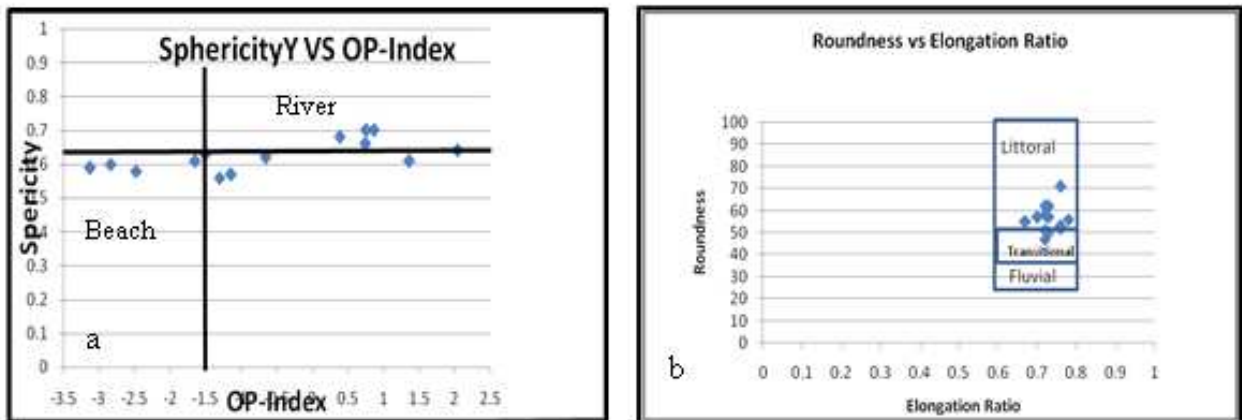 SphericityY VS OP-Index
1
0.9
0.8
0.7
0.6
0.5
0.4
0.3
0.2
0.1
0
Spericity
River
Beach
a
-3.5 -3 -2.5 -2 -1.5 -1 -0.5 0 0.5 1 1.5 2 2.5
OP-Index
Roundness vs Elongation Ratio
100
90
80
70
60
50
40
30
20
10
0
Roundness
Littoral
Transitional
Fluvial
b
0 0.1 0.2 0.3 0.4 0.5 0.6 0.7 0.8 0.9 1
Elongation Ratio